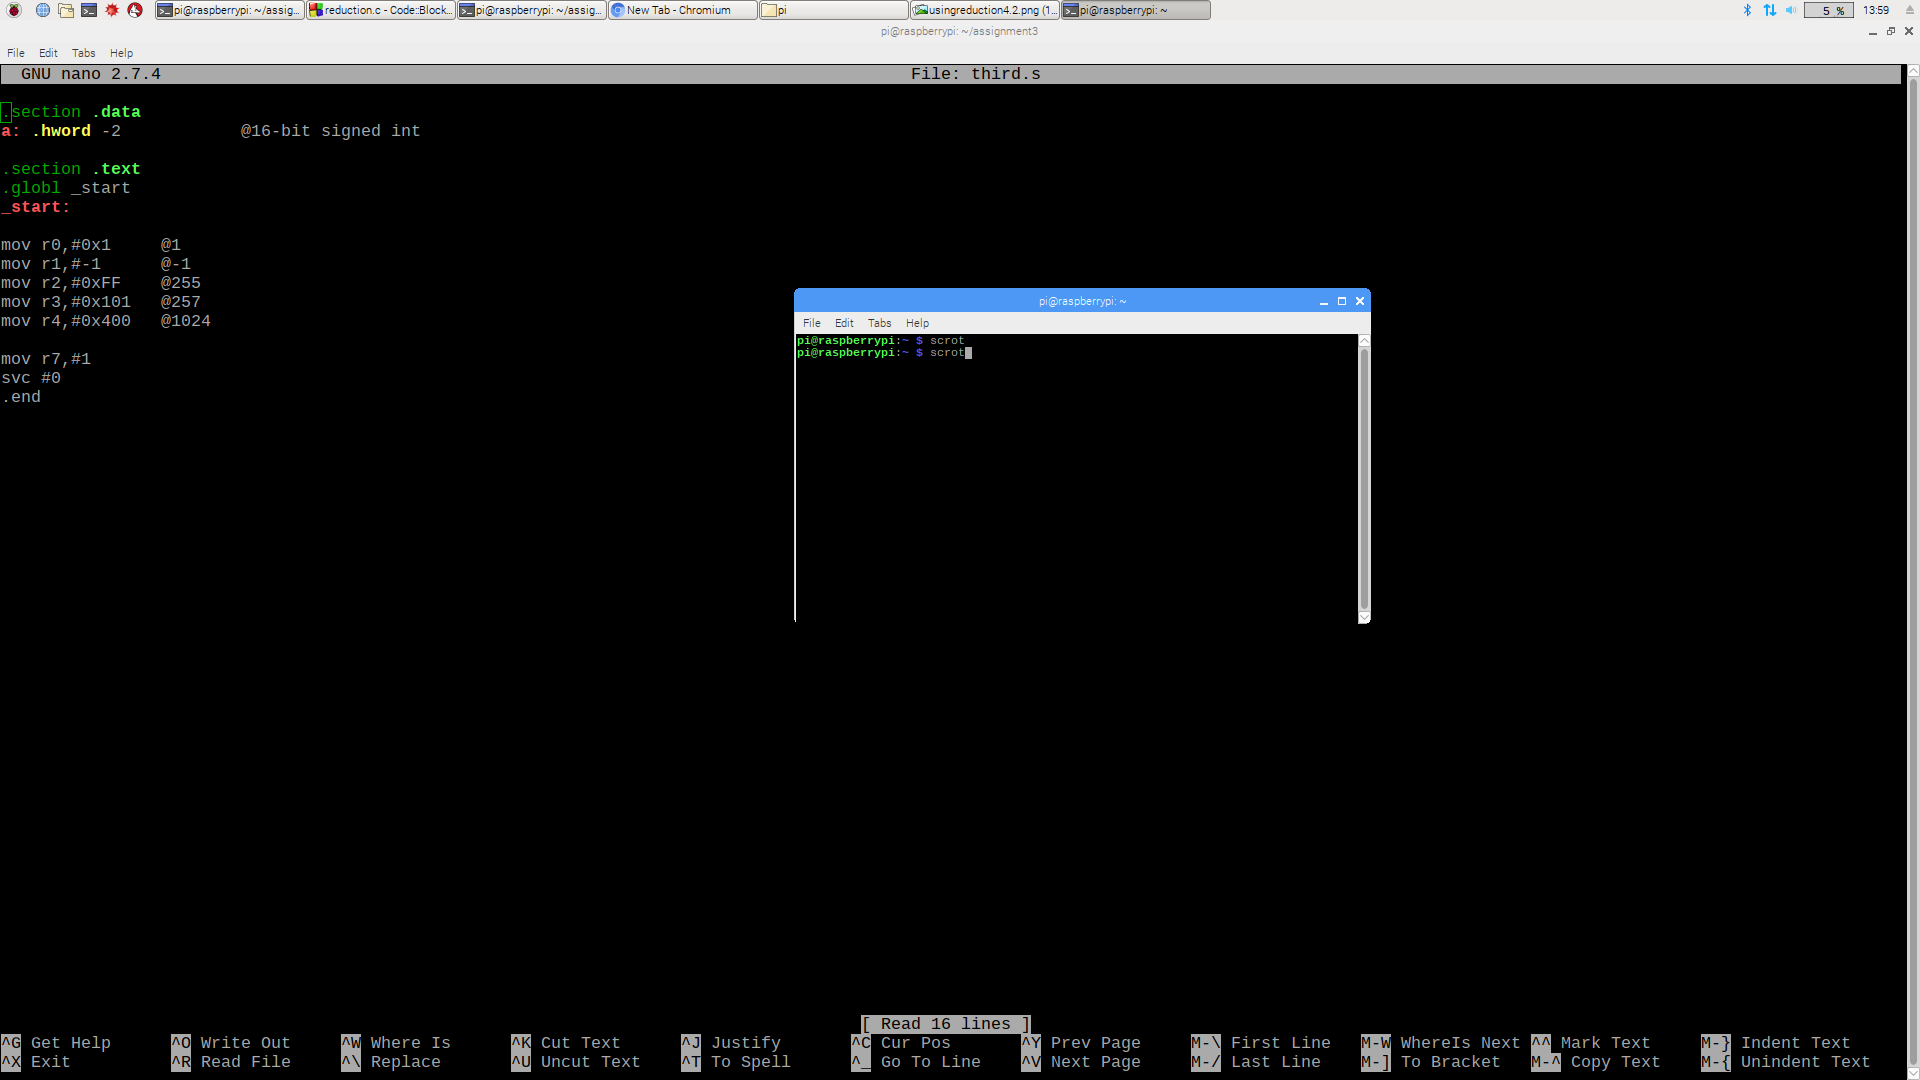 pi@raspberrypi: ~/assig... reduction.c - Code::Block... pi@raspberrypi: ~/assig... New Tab - Chromium pi usingreduction4.2.png (1... pi@raspberrypi: ~ 5 % 13:59
pi@raspberrypi: ~/assignment3
File Edit Tabs Help
GNU nano 2.7.4 File: third.s
.section .data
a: .hword -2 @16-bit signed int
.section .text
.globl _start
_start:
mov r0,#0x1 @1
mov r1,#-1 @-1
mov r2,#0xFF @255
mov r3,#0x101 @257
mov r4,#0x400 @1024
mov r7,#1
svc #0
.end
pi@raspberrypi: ~
File Edit Tabs Help
pi@raspberrypi:~ $ scrot
pi@raspberrypi:~ $ scrot
[ Read 16 lines ]
^G Get Help ^O Write Out ^W Where Is ^K Cut Text ^J Justify ^C Cur Pos ^Y Prev Page M-\ First Line M-W WhereIs Next ^^ Mark Text M-} Indent Text
^X Exit ^R Read File ^\ Replace ^U Uncut Text ^T To Spell ^_ Go To Line ^V Next Page M-/ Last Line M-] To Bracket M-^ Copy Text M-{ Unindent Text